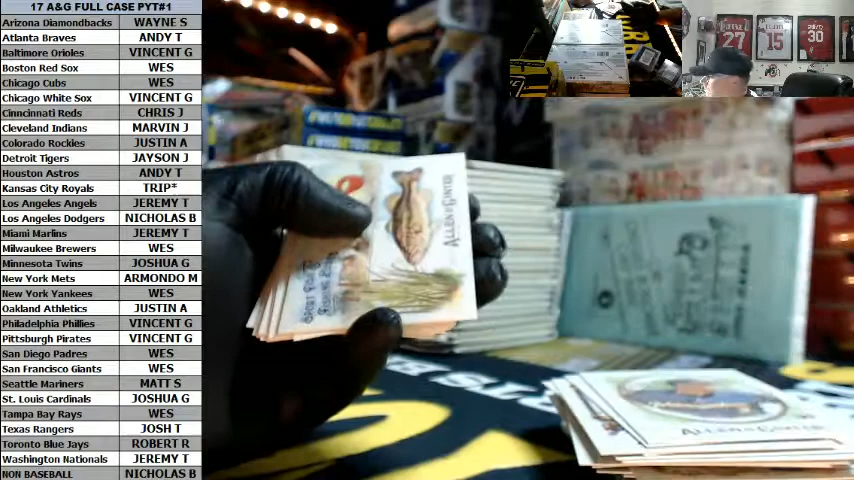 17 A&G FULL CASE PYT#1
Arizona Diamondbacks WAYNE S
Atlanta Braves ANDY T
Baltimore Orioles VINCENT G
Boston Red Sox WES
Chicago Cubs WES
Chicago White Sox VINCENT G
Cinncinnati Reds CHRIS J
Cleveland Indians MARVIN J
Colorado Rockies JUSTIN A
Detroit Tigers JAYSON J
Houston Astros ANDY T
Kansas City Royals TRIP*
Los Angeles Angels JEREMY T
Los Angeles Dodgers NICHOLAS B
Miami Marlins JEREMY T
Milwaukee Brewers WES
Minnesota Twins JOSHUA G
New York Mets ARMONDO M
New York Yankees WES
Oakland Athletics JUSTIN A
Philadelphia Phillies VINCENT G
Pittsburgh Pirates VINCENT G
San Diego Padres WES
San Francisco Giants WES
Seattle Mariners MATT S
St. Louis Cardinals JOSHUA G
Tampa Bay Rays WES
Texas Rangers JOSH T
Toronto Blue Jays ROBERT R
Washington Nationals JEREMY T
NON BASEBALL NICHOLAS B
27
15
30
ALLEN & GINTER
SPORT FISH &
FISHING
ALLEN & GINTER